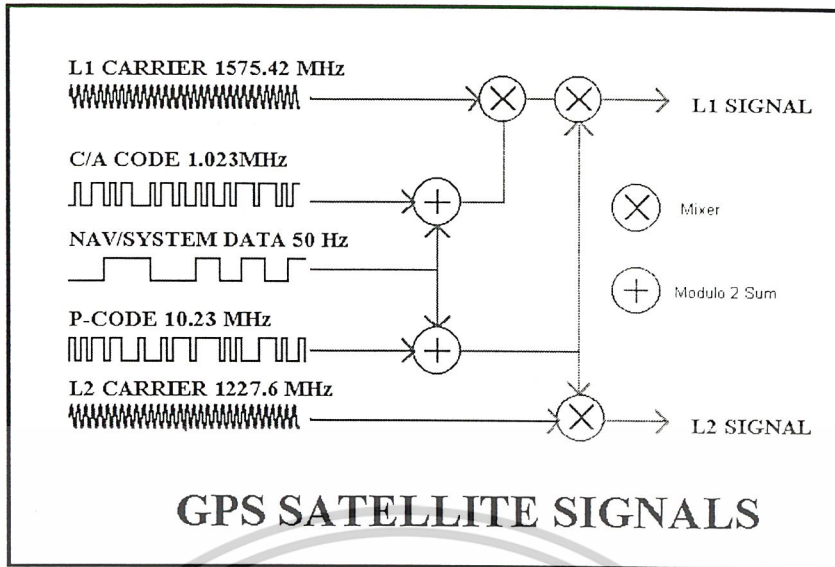 L1 CARRIER 1575.42 MHz
L1 SIGNAL
C/A CODE 1.023MHz
Mixer
NAV/SYSTEM DATA 50 Hz
Modulo 2 Sum
P-CODE 10.23 MHz
L2 CARRIER 1227.6 MHz
L2 SIGNAL
GPS SATELLITE SIGNALS